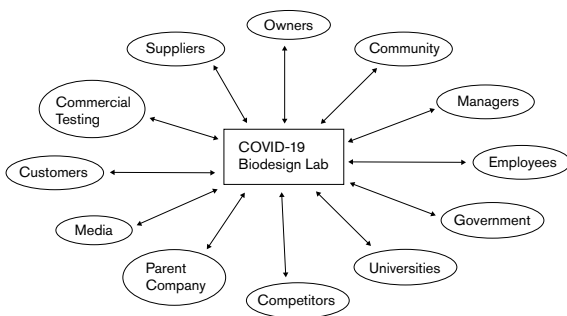 Owners
Suppliers
Community
Commercial
Testing
Managers
COVID-19
Biodesign Lab
Customers
Employees
Media
Government
Parent
Company
Universities
Competitors